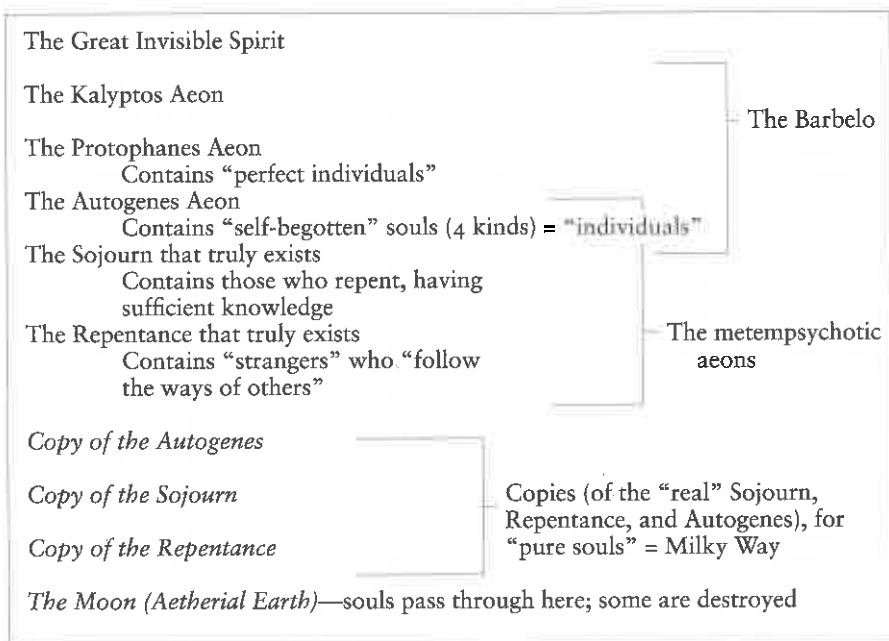 The Great Invisible Spirit
The Kalyptos Aeon
The Barbelo
The Protophanes Aeon
Contains “perfect individuals”
The Autogenes Aeon
Contains “self-begotten” souls (4 kinds) = “individuals”
The Sojourn that truly exists
Contains those who repent, having
sufficient knowledge
The Repentance that truly exists
Contains “strangers” who “follow
the ways of others”
The metempsychotic
aeons
Copy of the Autogenes
Copy of the Sojourn
Copy of the Repentance
Copies (of the “real” Sojourn,
Repentance, and Autogenes), for
“pure souls” = Milky Way
The Moon (Aetherial Earth)—souls pass through here; some are destroyed